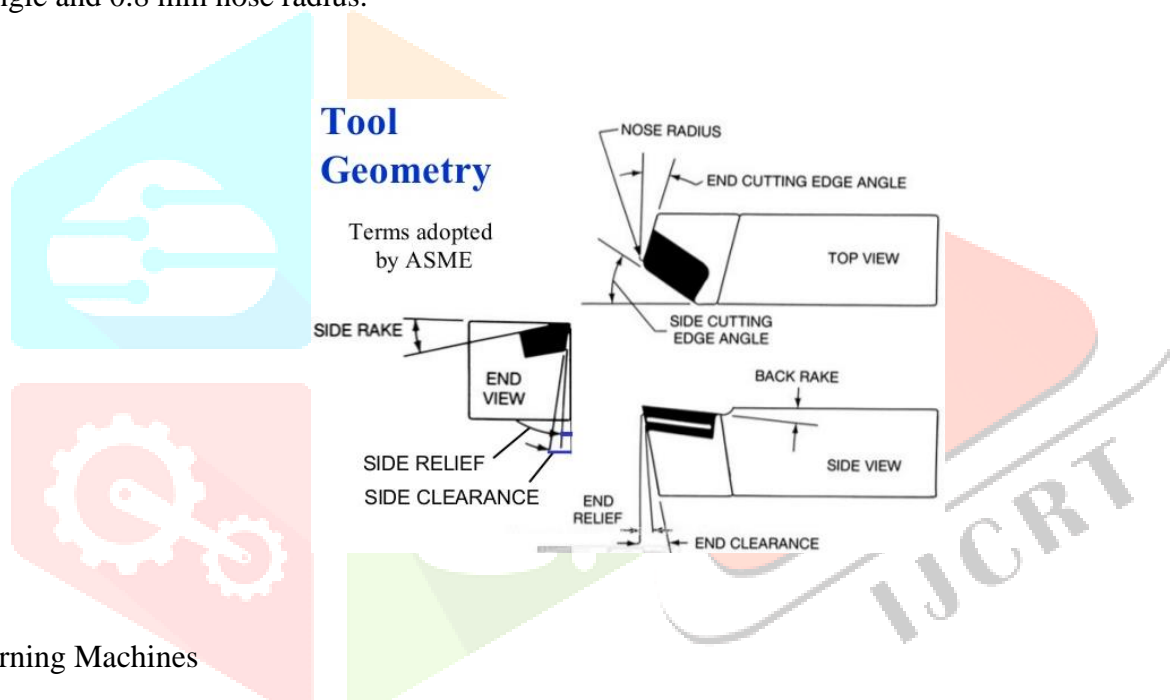 angle and 0.8 mm nose radius.
Tool
Geometry
Terms adopted
by ASME
NOSE RADIUS
END CUTTING EDGE ANGLE
TOP VIEW
SIDE CUTTING
EDGE ANGLE
SIDE RAKE
END
VIEW
SIDE RELIEF
SIDE CLEARANCE
BACK RAKE
SIDE VIEW
END
RELIEF
END CLEARANCE
IJCRT
rning Machines